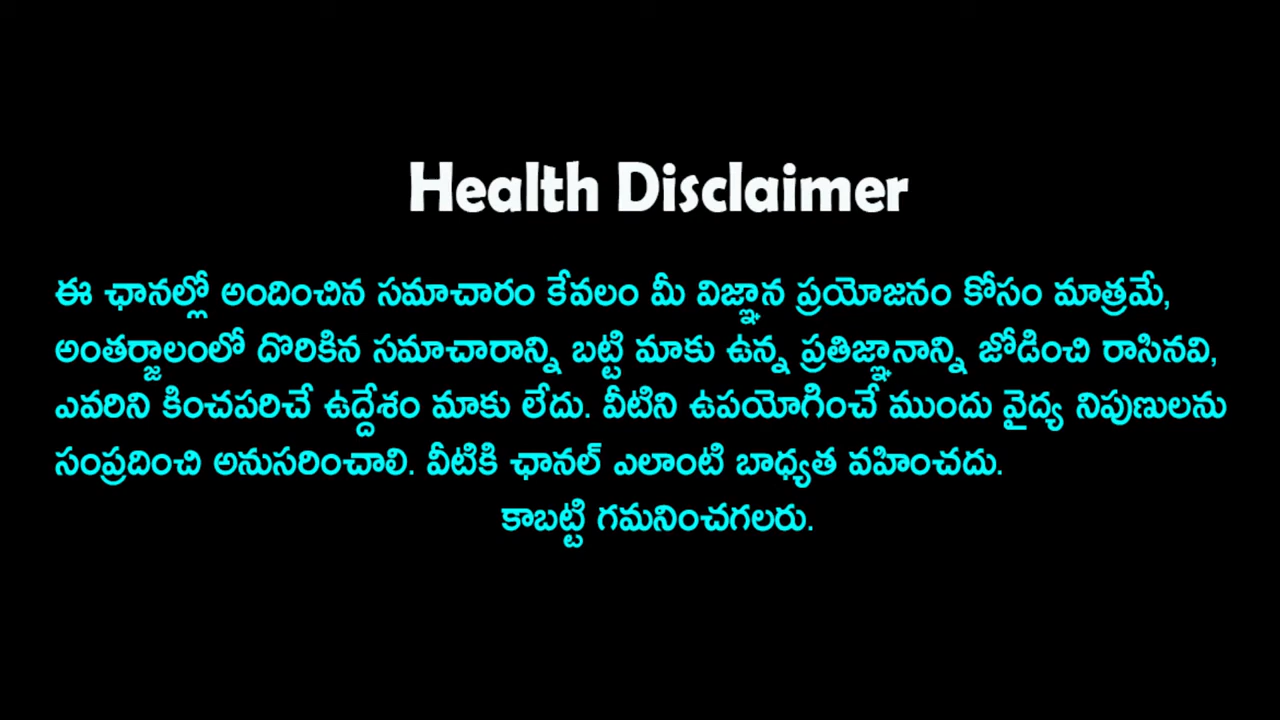 Health Disclaimer
ఈ ఛానల్లో అందించిన సమాచారం కేవలం మీ విజ్ఞాన ప్రయోజనం కోసం మాత్రమే,
అంతర్జాలంలో దొరికిన సమాచారాన్ని బట్టి మాకు ఉన్న ప్రతిజ్ఞానాన్ని జోడించి రాసినవి,
ఎవరిని కించపరిచే ఉద్దేశం మాకు లేదు. వీటిని ఉపయోగించే ముందు వైద్య నిపుణులను
సంప్రదించి అనుసరించాలి. వీటికి ఛానల్ ఎలాంటి బాధ్యత వహించదు.
కాబట్టి గమనించగలరు.